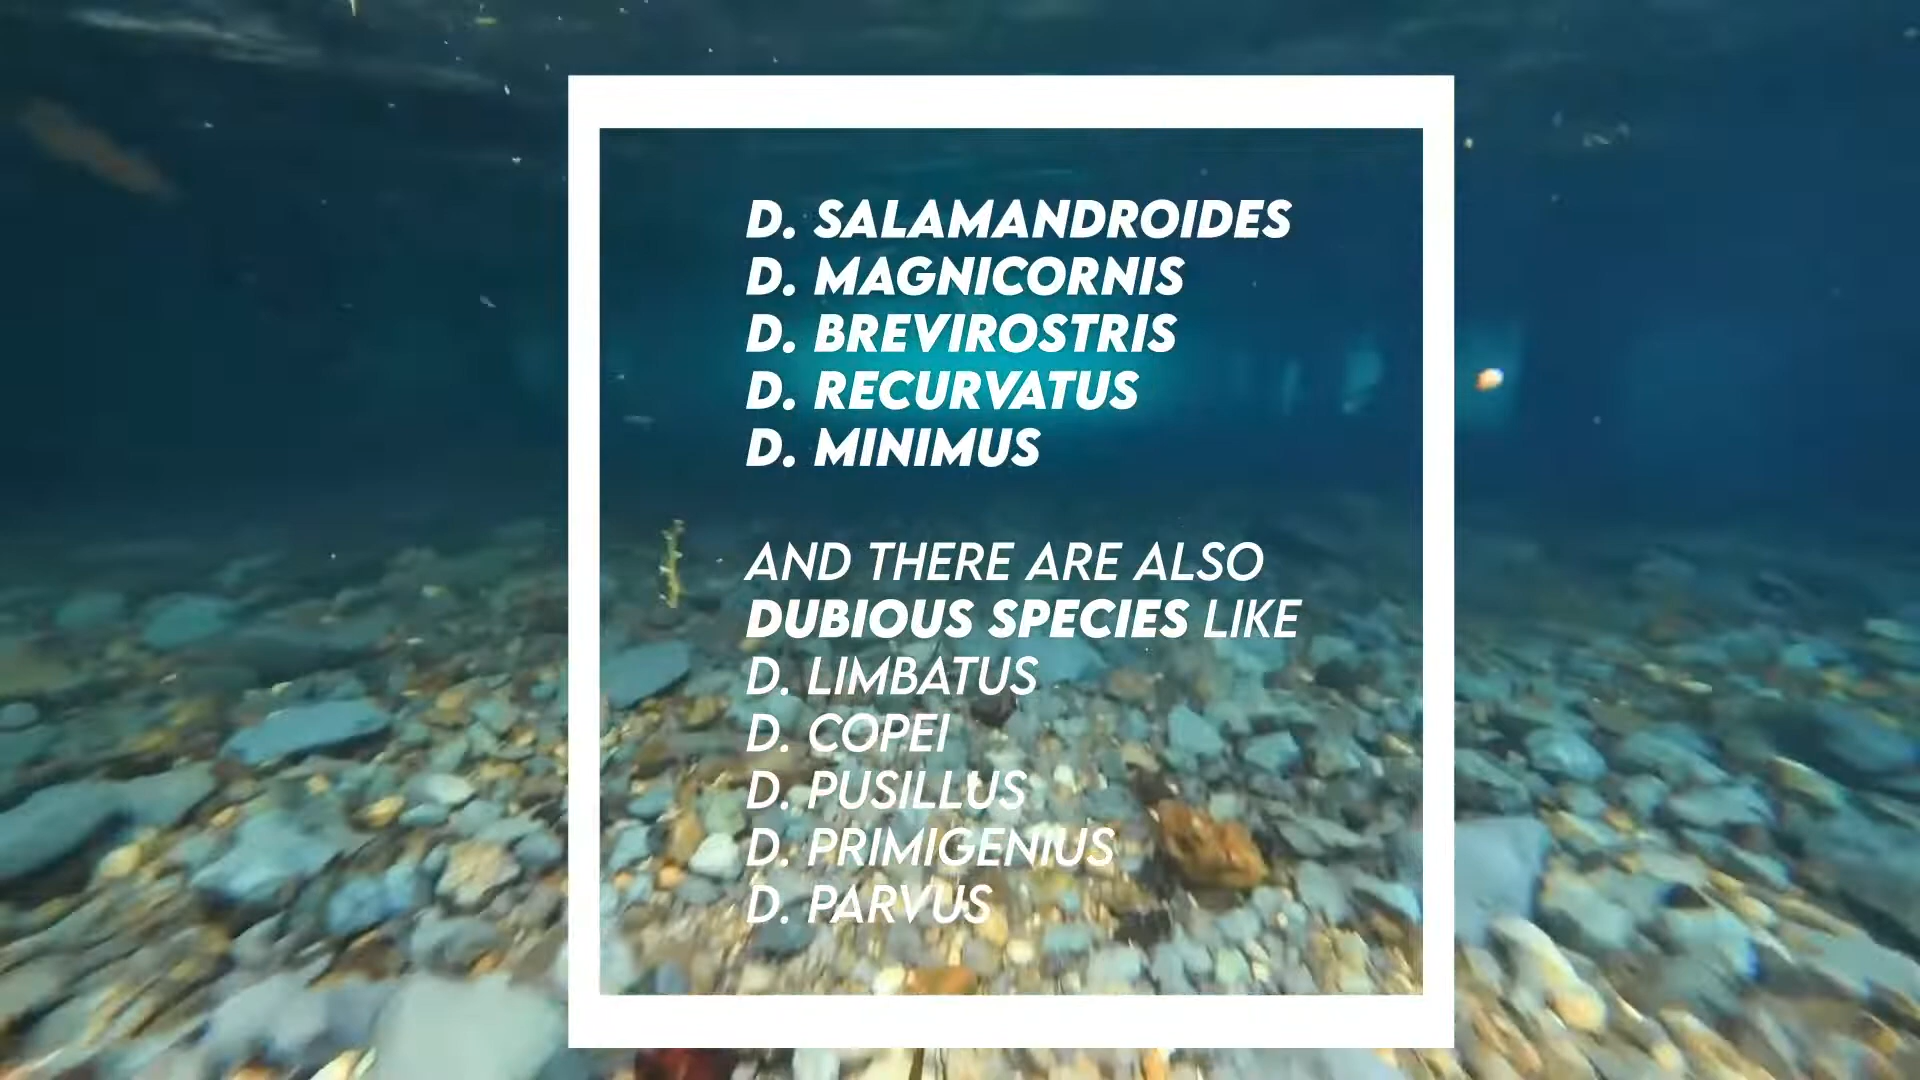 D. SALAMANDROIDES
D. MAGNICORNIS
D. BREVIROSTRIS
D. RECURVATUS
D. MINIMUS
AND THERE ARE ALSO
DUBIOUS SPECIES LIKE
D. LIMBATUS
D. COPEI
D. PUSILLUS
D. PRIMIGENIUS
D. PARVUS